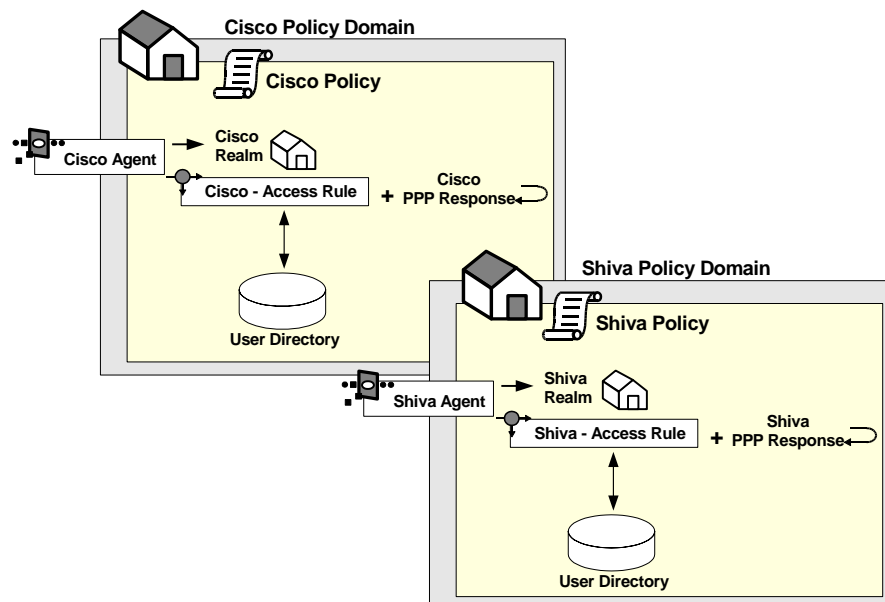 Cisco Policy Domain
Cisco Policy
Cisco Agent
Cisco
Realm
Cisco - Access Rule
+
Cisco
PPP Response
User Directory
Shiva Policy Domain
Shiva Policy
Shiva Agent
Shiva
Realm
Shiva - Access Rule
+
Shiva
PPP Response
User Directory